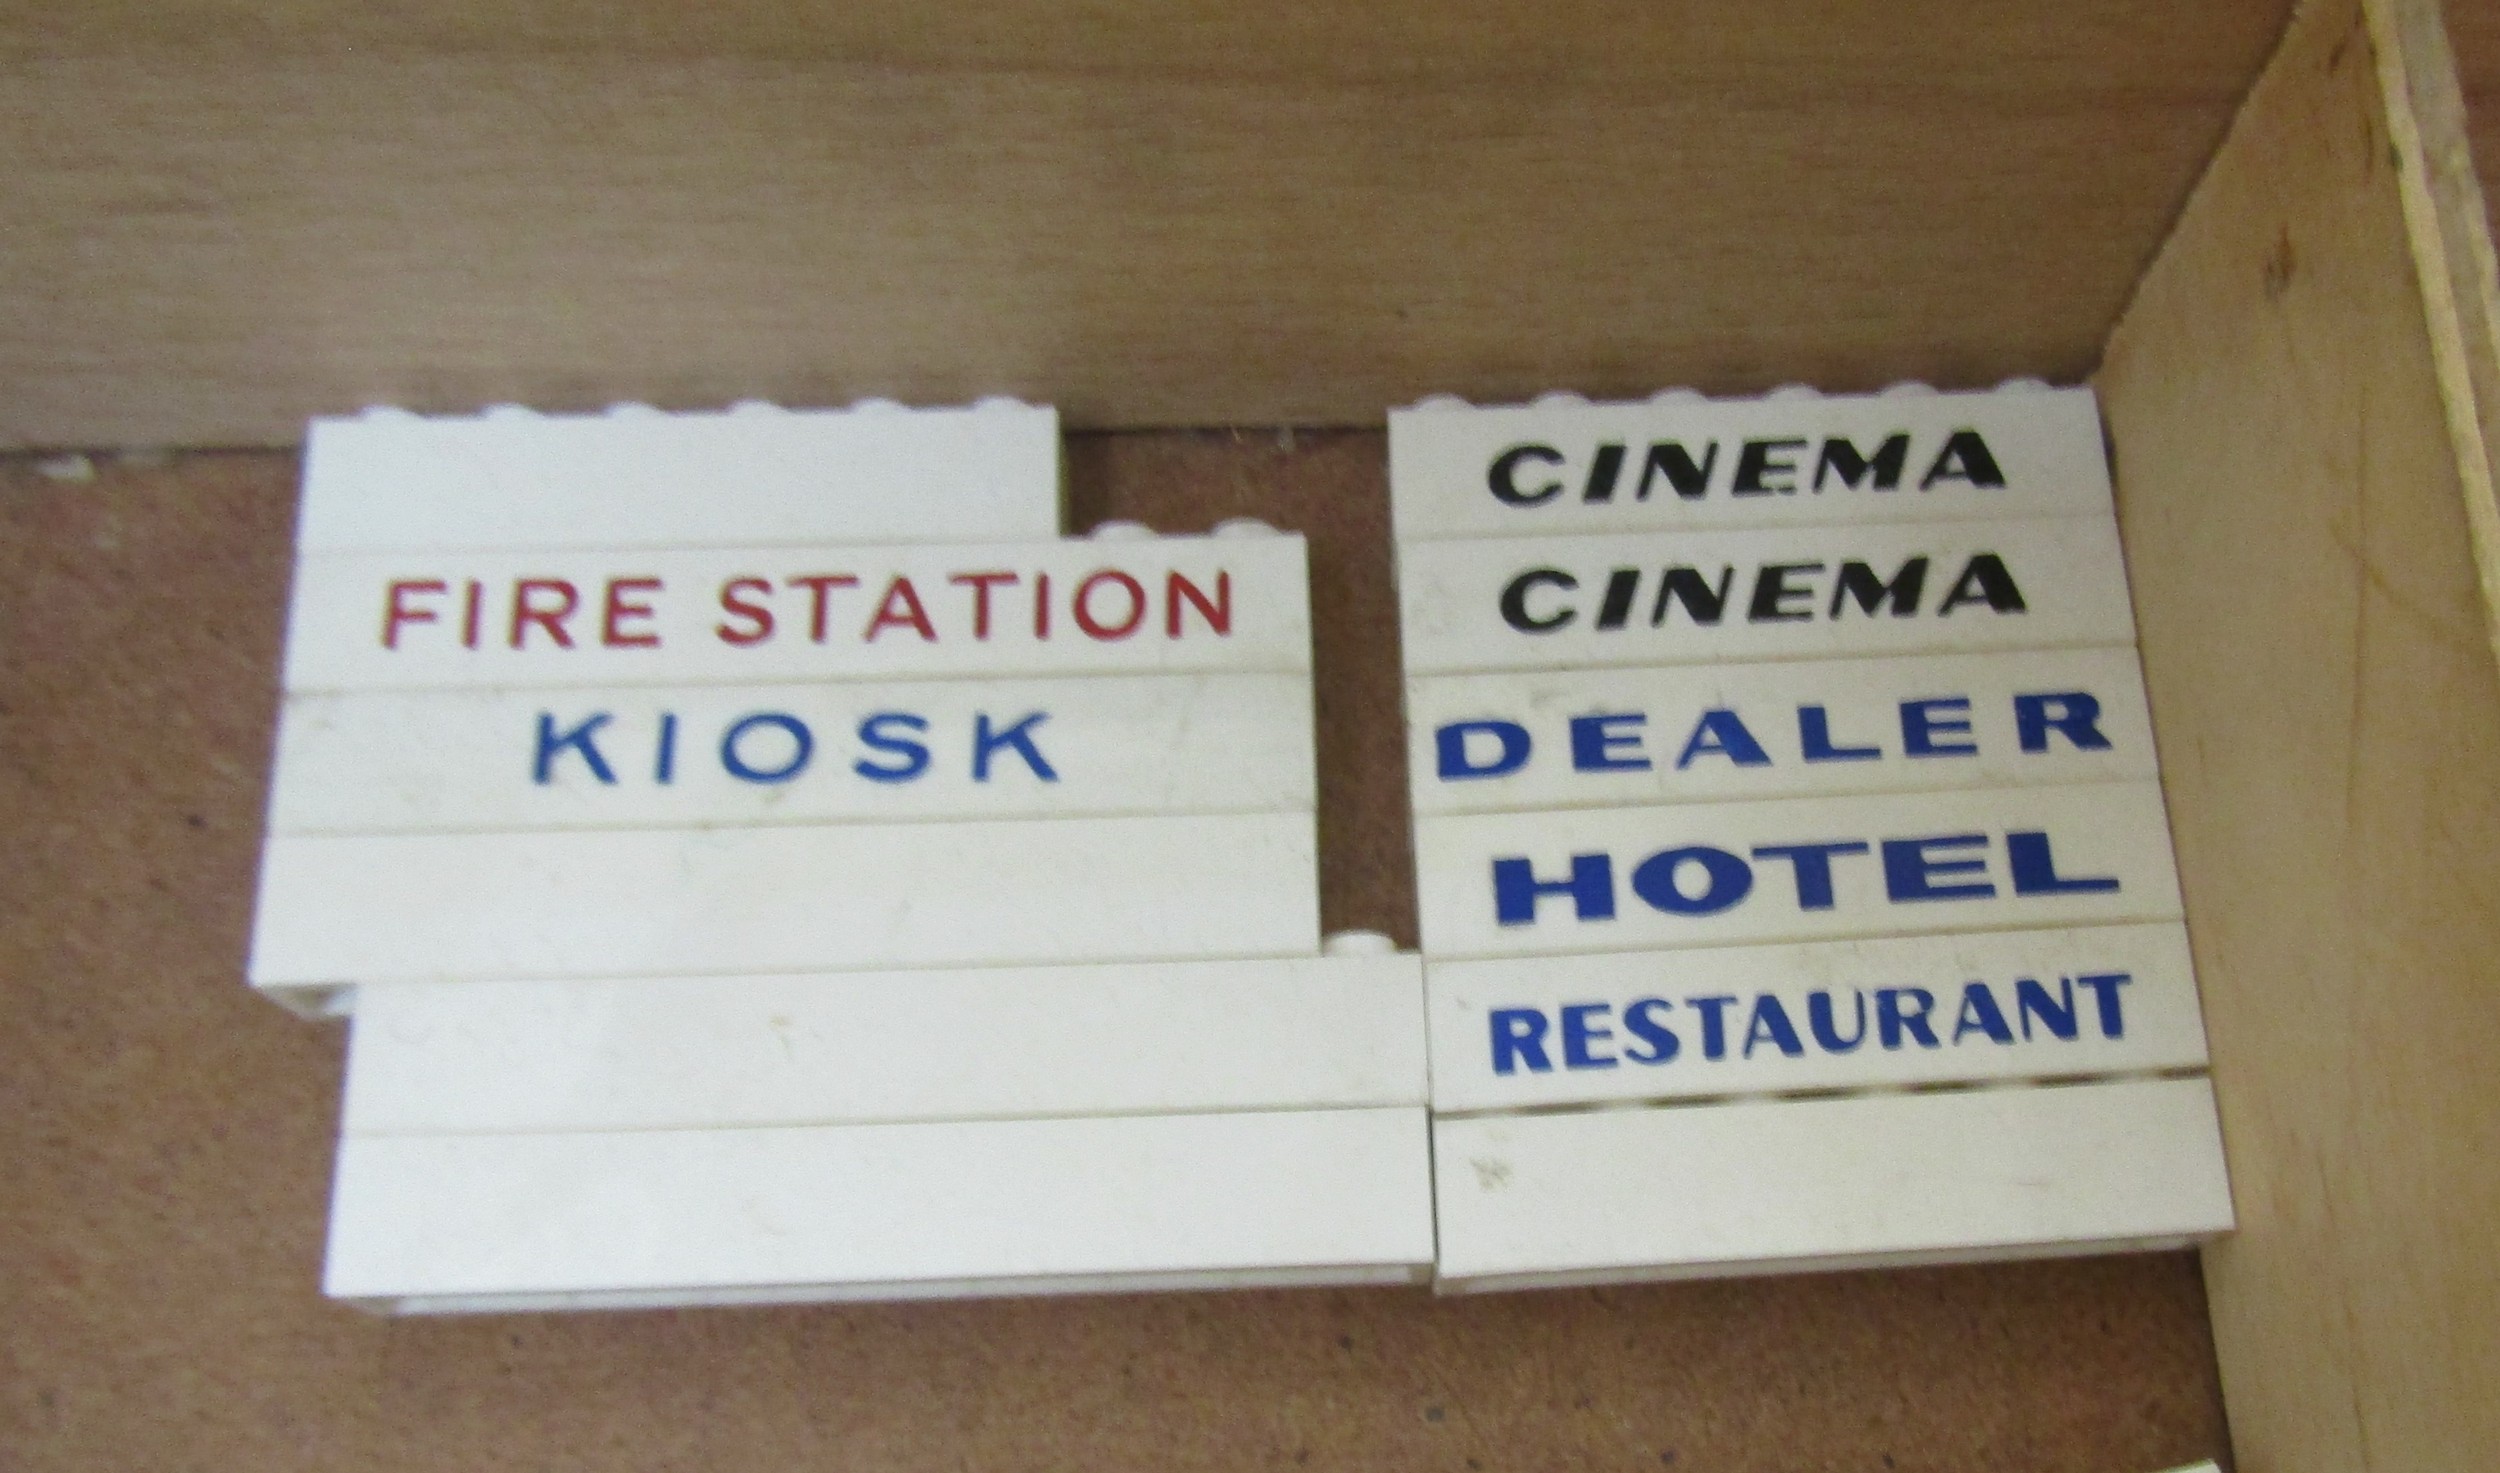 FIRE STATION
KIOSK
CINEMA
CINEMA
DEALER
HOTEL
RESTAURANT